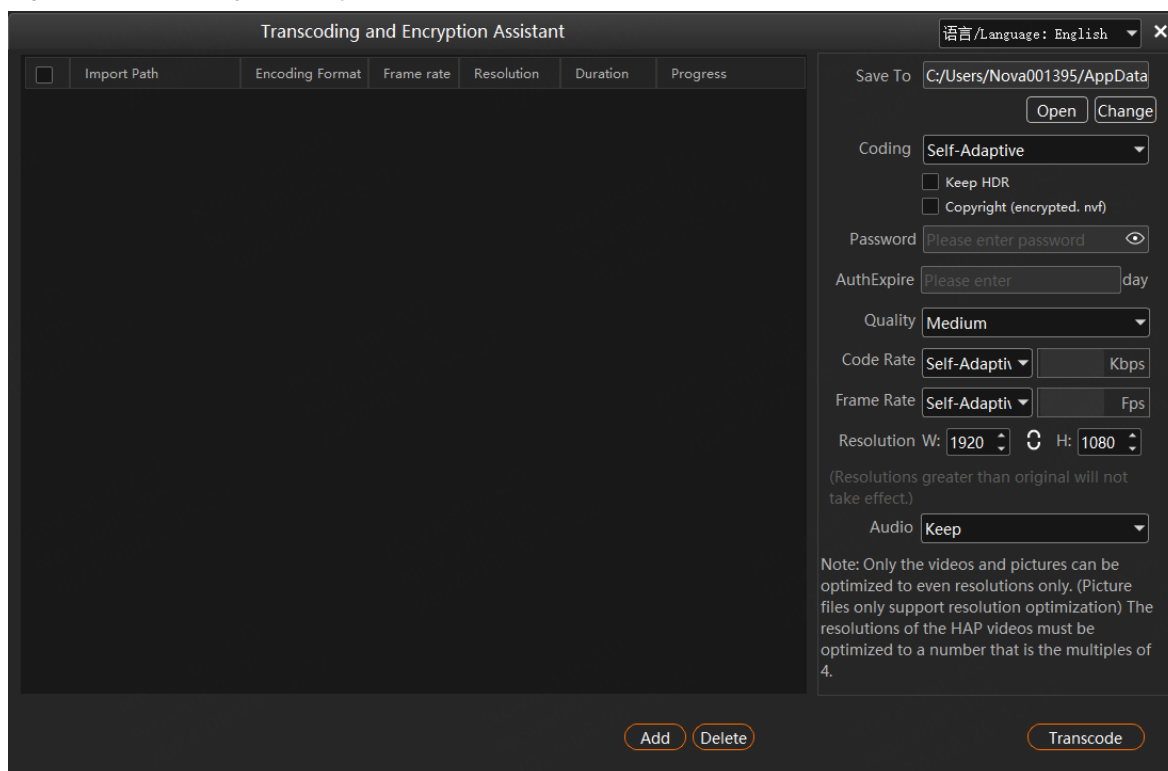 Transcoding and Encryption Assistant
语言/Language: English
Import Path Encoding Format Frame rate Resolution Duration Progress
Save To C:/Users/Nova001395/AppData
Open Change
Coding Self-Adaptive
Keep HDR
Copyright (encrypted. nvf)
Password Please enter password
AuthExpire Please enter day
Quality Medium
Code Rate Self-Adaptiv Kbps
Frame Rate Self-Adaptiv Fps
Resolution W: 1920 H: 1080
(Resolutions greater than original will not
take effect.)
Audio Keep
Note: Only the videos and pictures can be
optimized to even resolutions only. (Picture
files only support resolution optimization) The
resolutions of the HAP videos must be
optimized to a number that is the multiples of
4.
Add Delete Transcode